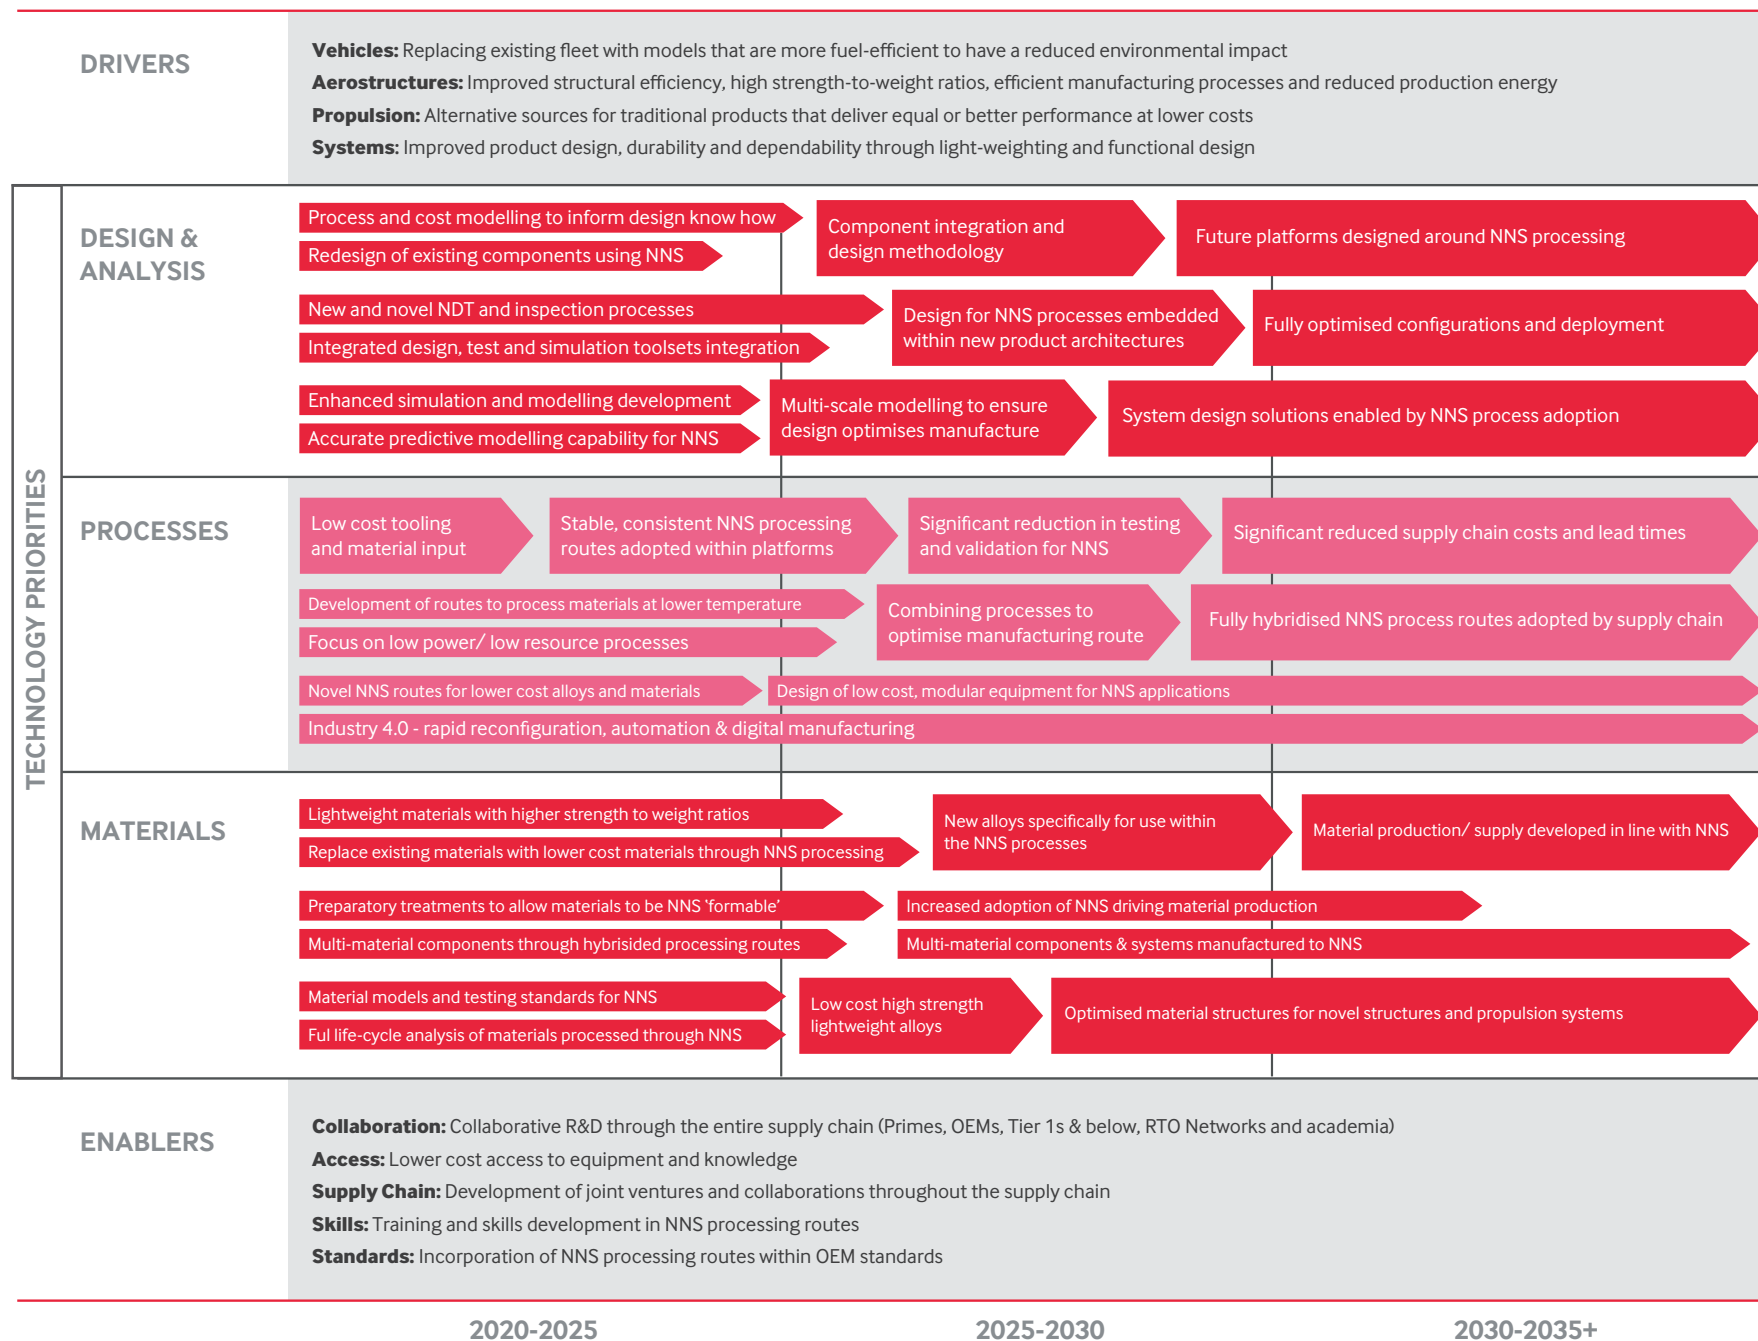 DRIVERS
Vehicles: Replacing existing fleet with models that are more fuel-efficient to have a reduced environmental impact
Aerostructures: Improved structural efficiency, high strength-to-weight ratios, efficient manufacturing processes and reduced production energy
Propulsion: Alternative sources for traditional products that deliver equal or better performance at lower costs
Systems: Improved product design, durability and dependability through light-weighting and functional design
TECHNOLOGY PRIORITIES
DESIGN &
ANALYSIS
Process and cost modelling to inform design know how
Redesign of existing components using NNS
Component integration and
design methodology
Future platforms designed around NNS processing
New and novel NDT and inspection processes
Integrated design, test and simulation toolsets integration
Design for NNS processes embedded
within new product architectures
Fully optimised configurations and deployment
Enhanced simulation and modelling development
Accurate predictive modelling capability for NNS
Multi-scale modelling to ensure
design optimises manufacture
System design solutions enabled by NNS process adoption
PROCESSES
Low cost tooling
and material input
Stable, consistent NNS processing
routes adopted within platforms
Significant reduction in testing
and validation for NNS
Significant reduced supply chain costs and lead times
Development of routes to process materials at lower temperature
Focus on low power/ low resource processes
Combining processes to
optimise manufacturing route
Fully hybridised NNS process routes adopted by supply chain
Novel NNS routes for lower cost alloys and materials
Design of low cost, modular equipment for NNS applications
Industry 4.0 - rapid reconfiguration, automation & digital manufacturing
MATERIALS
Lightweight materials with higher strength to weight ratios
Replace existing materials with lower cost materials through NNS processing
New alloys specifically for use within
the NNS processes
Material production/ supply developed in line with NNS
Preparatory treatments to allow materials to be NNS ‘formable’
Multi-material components through hybrisided processing routes
Increased adoption of NNS driving material production
Multi-material components & systems manufactured to NNS
Material models and testing standards for NNS
Ful life-cycle analysis of materials processed through NNS
Low cost high strength
lightweight alloys
Optimised material structures for novel structures and propulsion systems
ENABLERS
Collaboration: Collaborative R&D through the entire supply chain (Primes, OEMs, Tier 1s & below, RTO Networks and academia)
Access: Lower cost access to equipment and knowledge
Supply Chain: Development of joint ventures and collaborations throughout the supply chain
Skills: Training and skills development in NNS processing routes
Standards: Incorporation of NNS processing routes within OEM standards
2020-2025
2025-2030
2030-2035+